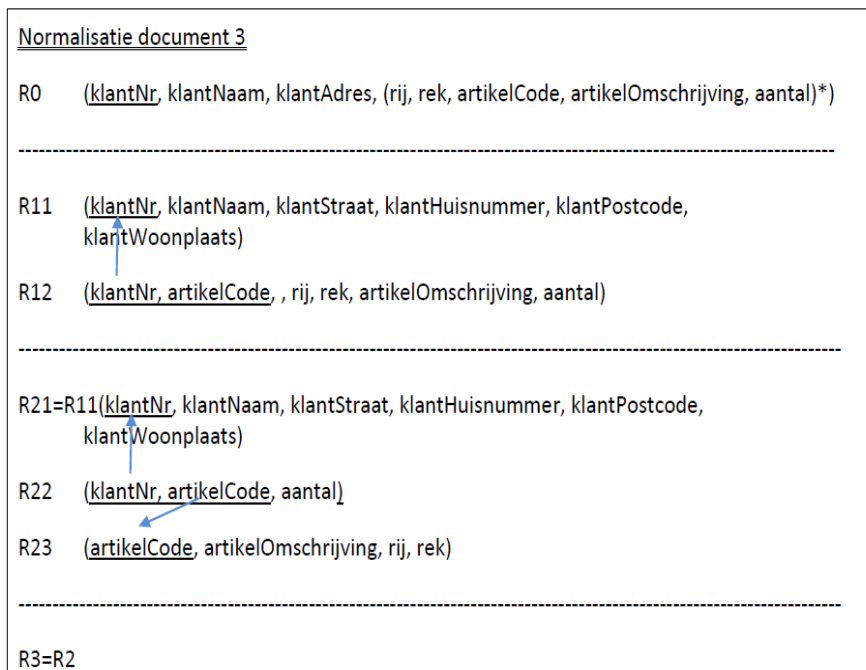 Normalisatie document 3
R0 (klantNr, klantNaam, klantAdres, (rij, rek, artikelCode, artikelOmschrijving, aantal)*)
------------------------------------------------------------------------------------------------------------------------
R11 (klantNr, klantNaam, klantStraat, klantHuisnummer, klantPostcode,
klantWoonplaats)
R12 (klantNr, artikelCode, , rij, rek, artikelOmschrijving, aantal)
-------------------------------------------------------------------------------------------------------------------------
R21=R11(klantNr, klantNaam, klantStraat, klantHuisnummer, klantPostcode,
klantWoonplaats)
R22 (klantNr, artikelCode, aantal)
R23 (artikelCode, artikelOmschrijving, rij, rek)
-------------------------------------------------------------------------------------------------------------------------
R3=R2